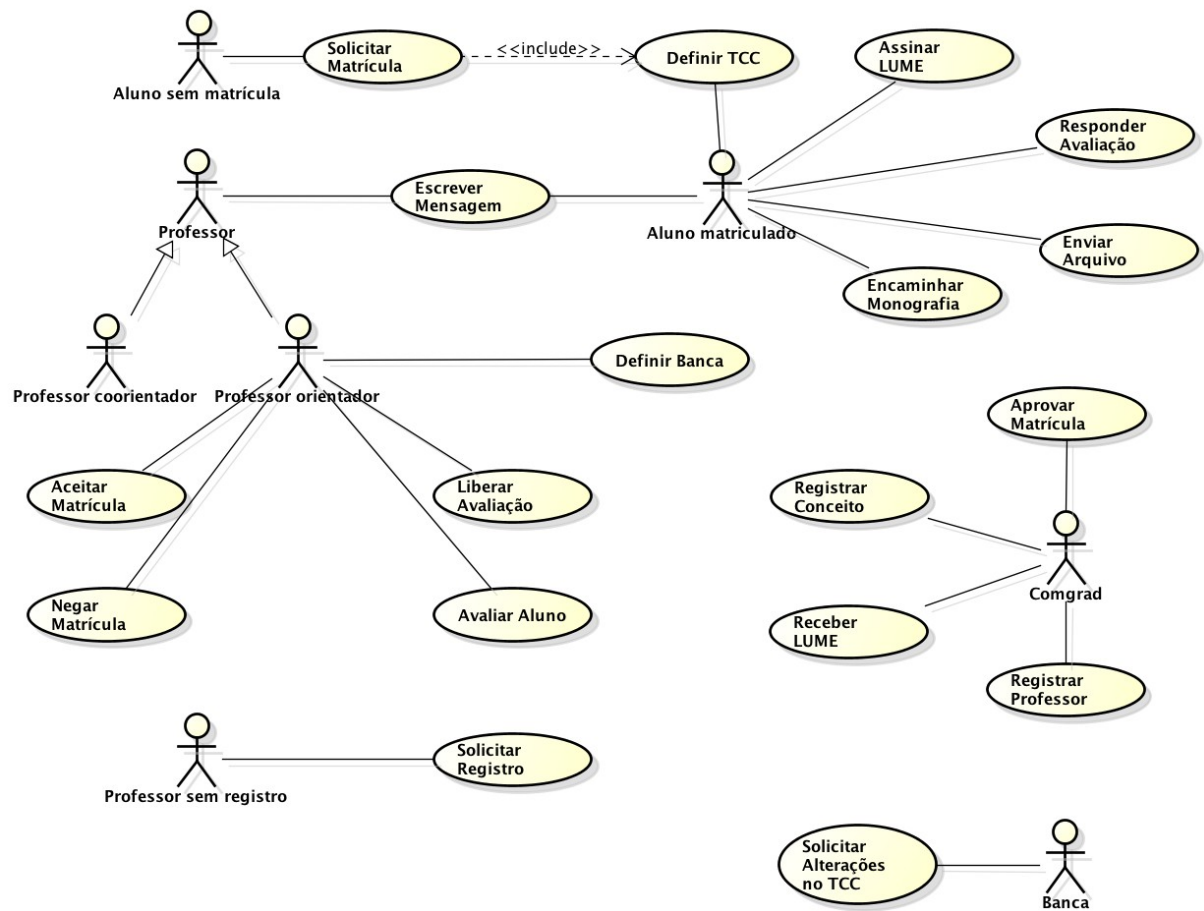 Solicitar
Matrícula
<<include>>
Definir TCC
Assinar
LUME
Aluno sem matrícula
Responder
Avaliação
Escrever
Mensagem
Professor
Aluno matriculado
Enviar
Arquivo
Encaminhar
Monografia
Definir Banca
Professor coorientador
Professor orientador
Aprovar
Matrícula
Aceitar
Matrícula
Liberar
Avaliação
Registrar
Conceito
Comgrad
Negar
Matrícula
Avaliar Aluno
Receber
LUME
Registrar
Professor
Solicitar
Registro
Professor sem registro
Solicitar
Alterações
no TCC
Banca